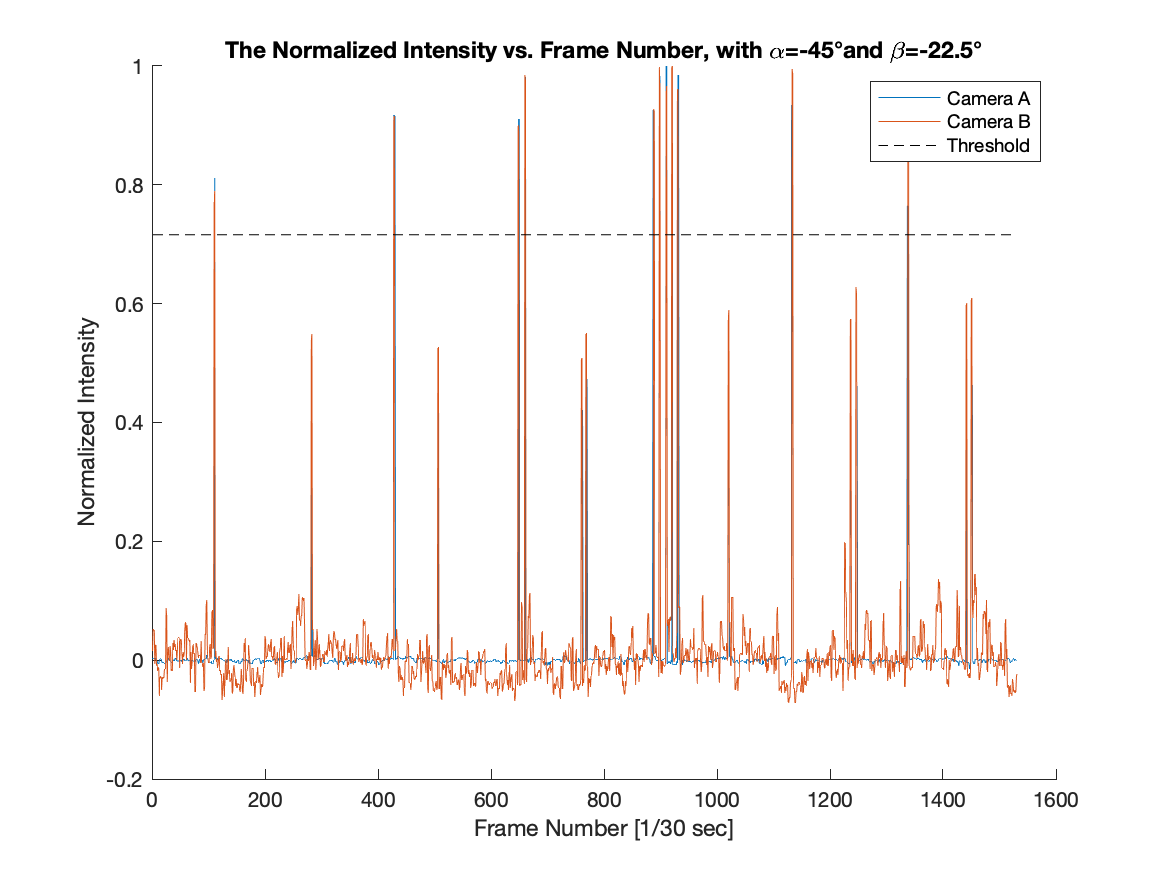 The Normalized Intensity vs. Frame Number, with α=-45°and β=-22.5°
Camera A
Camera B
Threshold
1
0.8
0.6
0.4
0.2
0
-0.2
Normalized Intensity
0 200 400 600 800 1000 1200 1400 1600
Frame Number [1/30 sec]